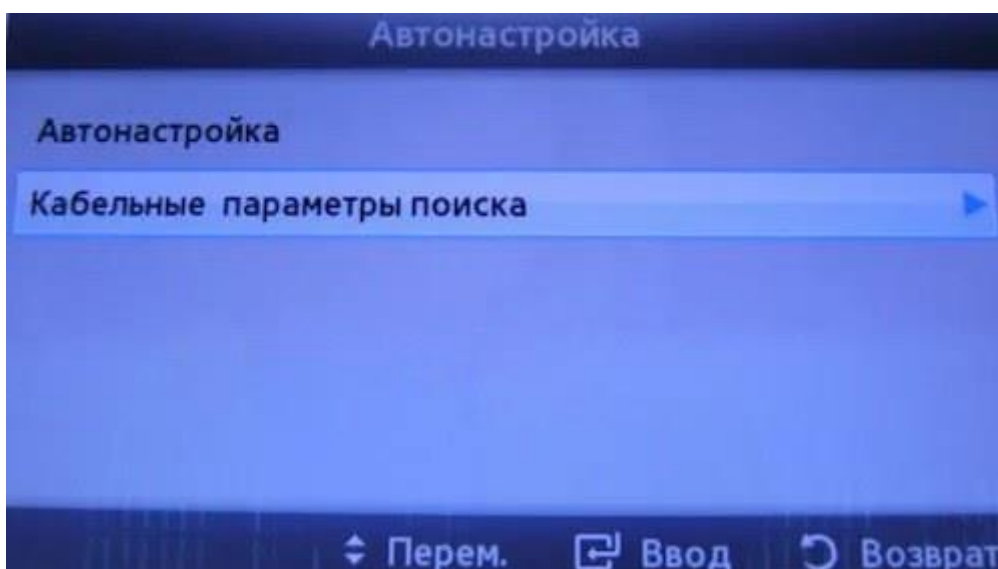 Автонастройка
Автонастройка
Кабельные параметры поиска
Перем. Ввод Возврат